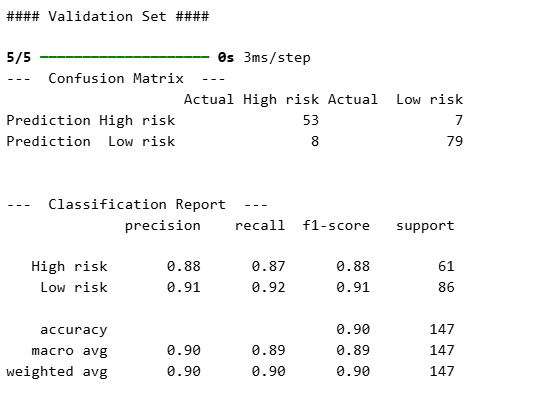 #### Validation Set ####
5/5 ━━━━━━━━━━━━━━━━━━━━ 0s 3ms/step
--- Confusion Matrix ---
Actual High risk Actual Low risk
Prediction High risk 53 7
Prediction Low risk 8 79
--- Classification Report ---
precision recall f1-score support
High risk 0.88 0.87 0.88 61
Low risk 0.91 0.92 0.91 86
accuracy 0.90 147
macro avg 0.90 0.89 0.89 147
weighted avg 0.90 0.90 0.90 147